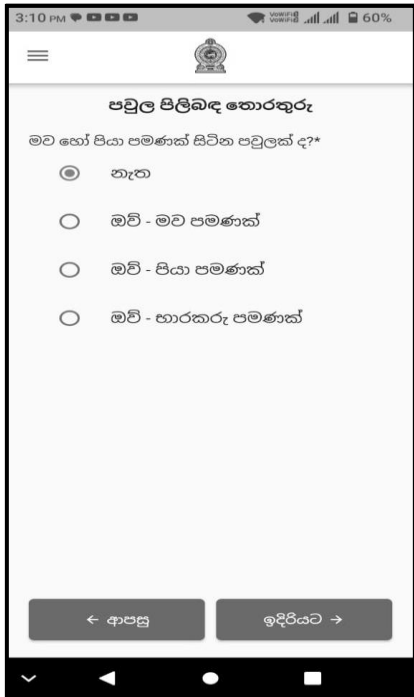 3:10 PM VoWiFi VoWiFi 60%
පවුල පිලිබඳ තොරතුරු
මව හෝ පියා පමණක් සිටින පවුලක් ද?*
නැත
ඔව් - මව පමණක්
ඔව් - පියා පමණක්
ඔව් - භාරකරු පමණක්
← ආපසු ඉදිරියට →